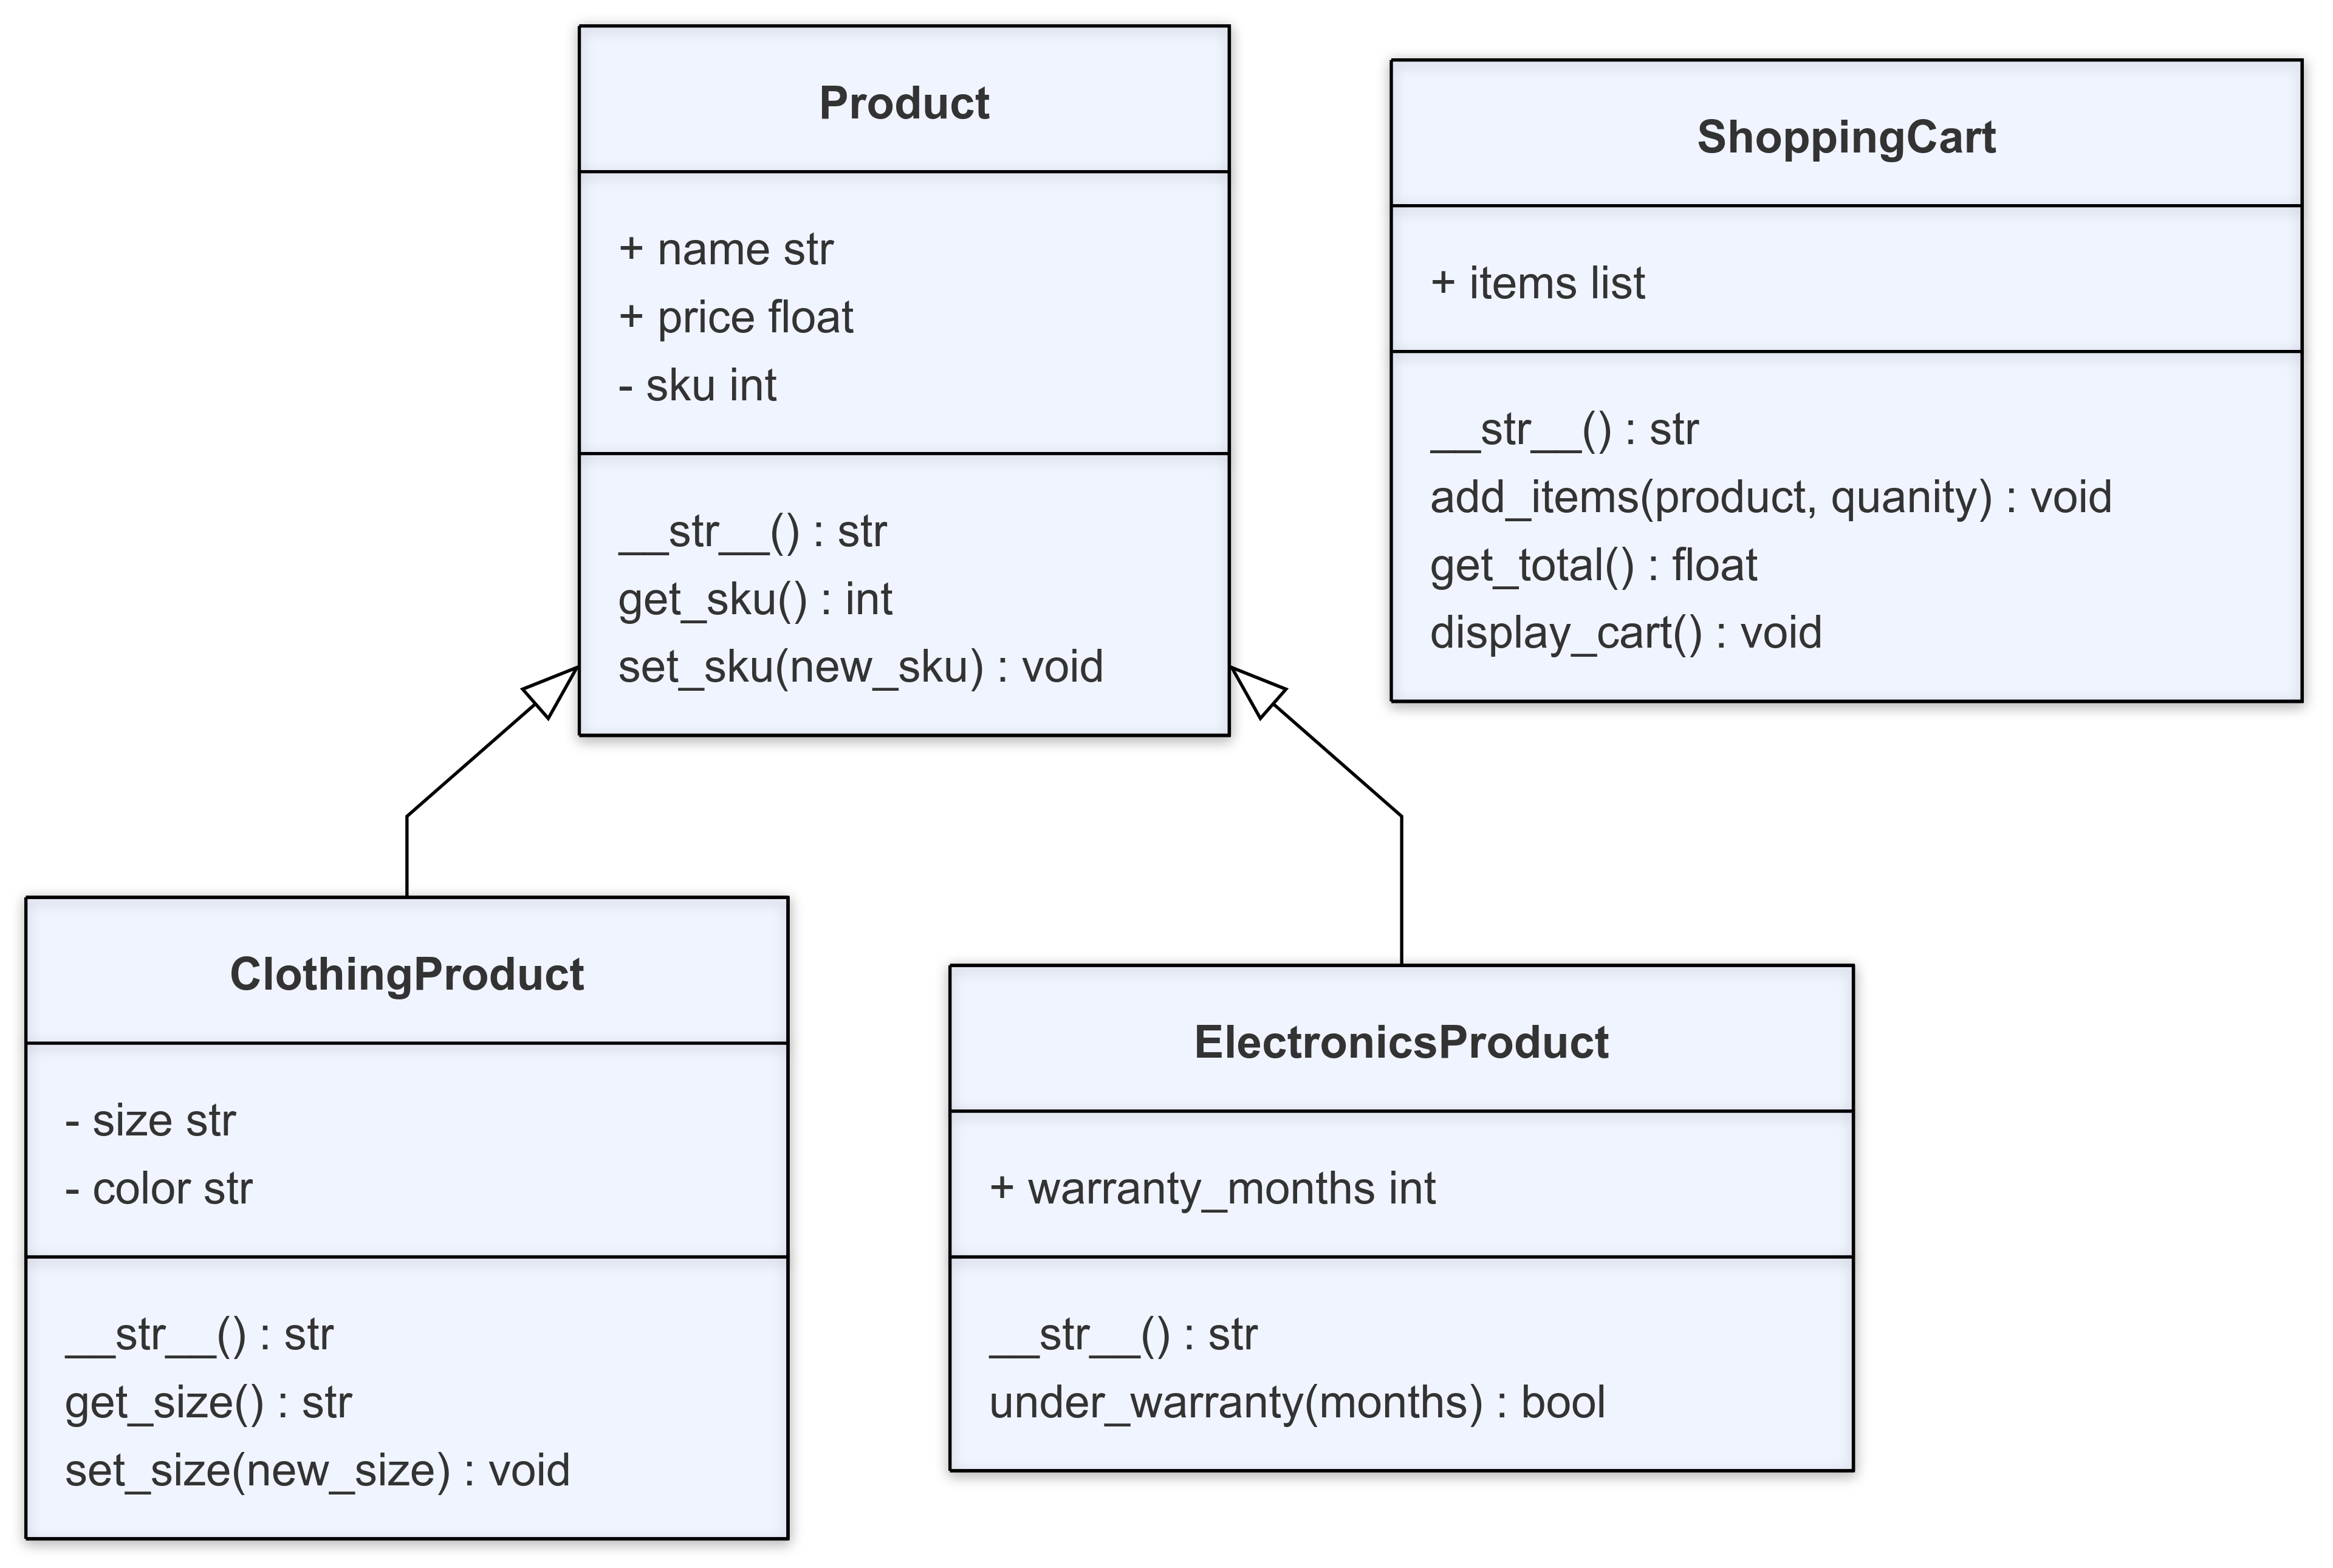 Product
+ name str
+ price float
- sku int
__str__() : str
get_sku() : int
set_sku(new_sku) : void
ShoppingCart
+ items list
__str__() : str
add_items(product, quanity) : void
get_total() : float
display_cart() : void
ClothingProduct
- size str
- color str
__str__() : str
get_size() : str
set_size(new_size) : void
ElectronicsProduct
+ warranty_months int
__str__() : str
under_warranty(months) : bool